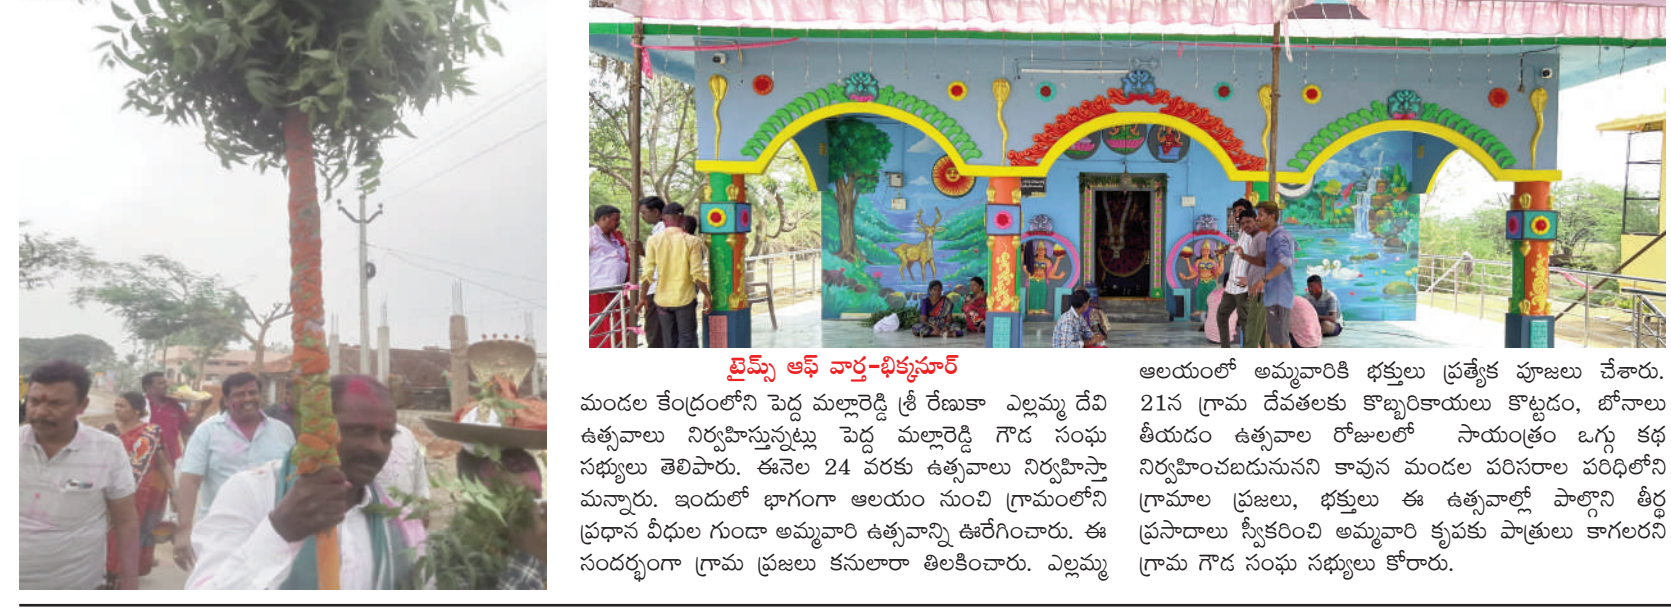 టైమ్స్ ఆఫ్ వార్త-భిక్కనూర్
మండల కేంద్రంలోని పెద్ద మల్లారెడ్డి శ్రీ రేణుకా ఎల్లమ్మ దేవి
ఉత్సవాలు నిర్వహిస్తున్నట్లు పెద్ద మల్లారెడ్డి గౌడ సంఘ
సభ్యులు తెలిపారు. ఈనెల 24 వరకు ఉత్సవాలు నిర్వహిస్తా
మన్నారు. ఇందులో భాగంగా ఆలయం నుంచి గ్రామంలోని
ప్రధాన వీధుల గుండా అమ్మవారి ఉత్సవాన్ని ఊరేగించారు. ఈ
సందర్భంగా గ్రామ ప్రజలు కనులారా తిలకించారు. ఎల్లమ్మ
ఆలయంలో అమ్మవారికి భక్తులు ప్రత్యేక పూజలు చేశారు.
21న గ్రామ దేవతలకు కొబ్బరికాయలు కొట్టడం, బోనాలు
తీయడం ఉత్సవాల రోజులలో సాయంత్రం ఒగ్గు కథ
నిర్వహించబడునునని కావున మండల పరిసరాల పరిధిలోని
గ్రామాల ప్రజలు, భక్తులు ఈ ఉత్సవాల్లో పాల్గొని తీర్థ
ప్రసాదాలు స్వీకరించి అమ్మవారి కృపకు పాత్రులు కాగలరని
గ్రామ గౌడ సంఘ సభ్యులు కోరారు.